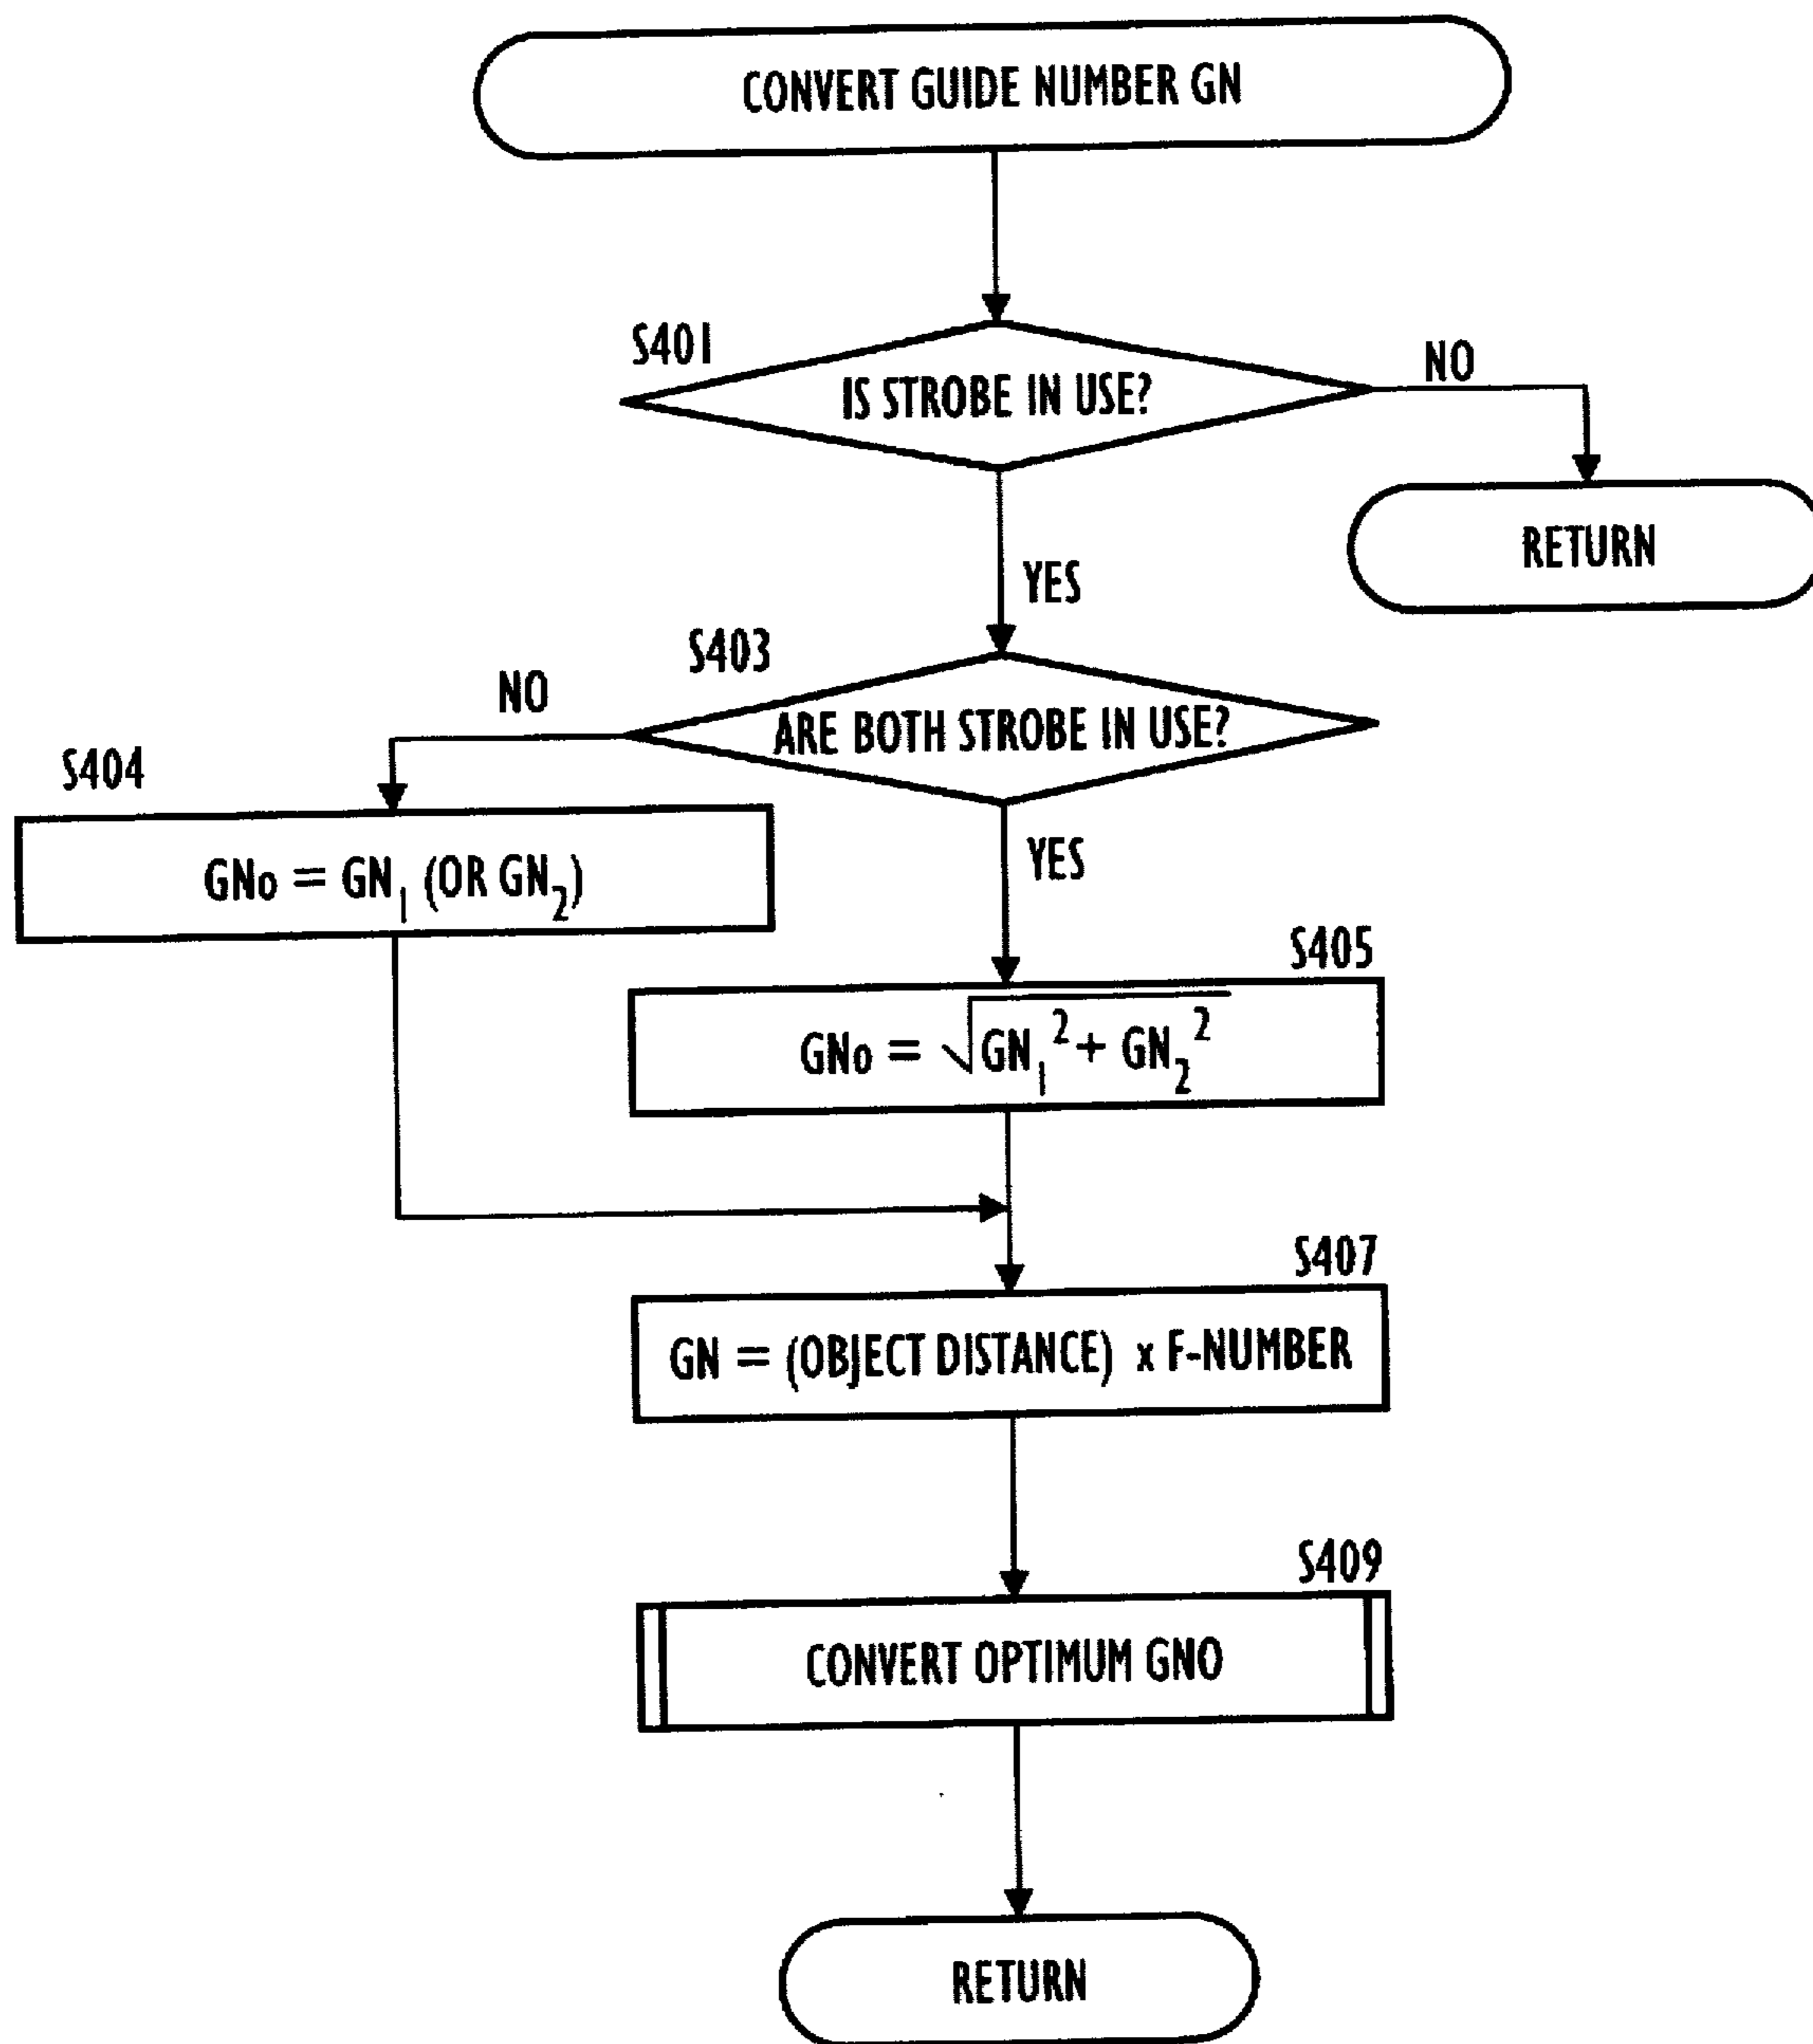 CONVERT GUIDE NUMBER GN
S401
IS STROBE IN USE?
NO
RETURN
YES
S403
ARE BOTH STROBE IN USE?
NO
S404
GNo = GN₁ (OR GN₂)
YES
S405
GNo = √GN₁² + GN₂²
S407
GN = (OBJECT DISTANCE) x F-NUMBER
S409
CONVERT OPTIMUM GNO
RETURN